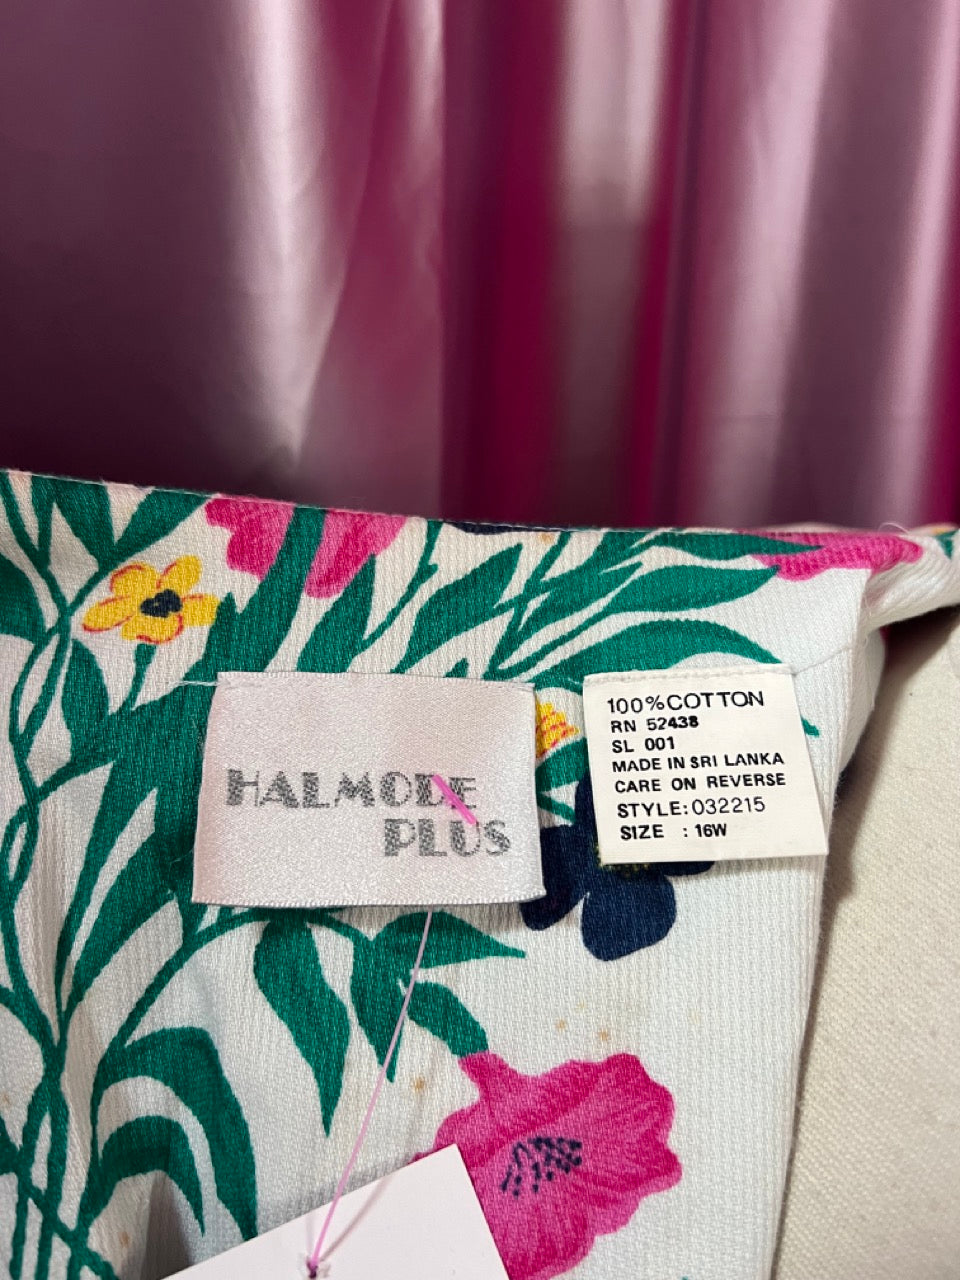 HALMODE
PLUS
100%COTTON
RN 52438
SL 001
MADE IN SRI LANKA
CARE ON REVERSE
STYLE:032215
SIZE : 16W